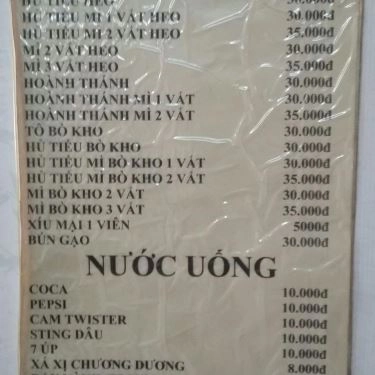 HỦ TIẾU HEO 30.000đ
HỦ TIẾU MÌ 1 VẮT HEO 30.000đ
HỦ TIẾU MÌ 2 VẮT HEO 35.000đ
MÌ 2 VẮT HEO 30.000đ
MÌ 3 VẮT HEO 35.000đ
HOÀNH THÁNH 30.000đ
HOÀNH THÁNH MÌ 1 VẮT 30.000đ
HOÀNH THÁNH MÌ 2 VẮT 35.000đ
TÔ BÒ KHO 30.000đ
HỦ TIẾU BÒ KHO 30.000đ
HỦ TIẾU MÌ BÒ KHO 1 VẮT 30.000đ
HỦ TIẾU MÌ BÒ KHO 2 VẮT 35.000đ
MÌ BÒ KHO 2 VẮT 30.000đ
MÌ BÒ KHO 3 VẮT 35.000đ
XÍU MẠI 1 VIÊN 5000đ
BÚN GẠO 30.000đ
NƯỚC UỐNG
COCA 10.000đ
PEPSI 10.000đ
CAM TWISTER 10.000đ
STING DÂU 10.000đ
7 ÚP 10.000đ
XÁ XỊ CHƯƠNG DƯƠNG 8.000đ